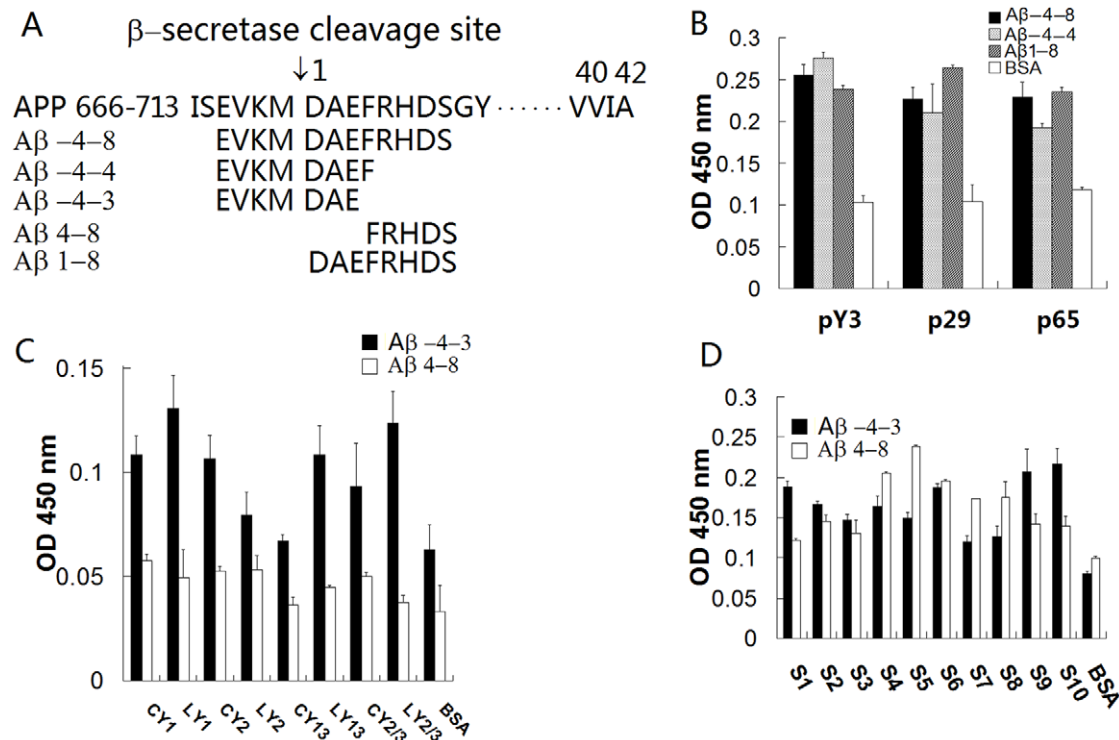 A
β-secretase cleavage site
↓1
40 42
APP 666-713 ISEVKM DAEFRHDSGY ······ VVIA
Aβ -4-8 EVKM DAEFRHDS
Aβ -4-4 EVKM DAEF
Aβ -4-3 EVKM DAE
Aβ 4-8 FRHDS
Aβ 1-8 DAEFRHDS
B
Aβ-4-8
Aβ-4-4
Aβ1-8
BSA
OD 450 nm
0.3
0.25
0.2
0.15
0.1
0.05
0
pY3 p29 p65
C
Aβ -4-3
Aβ 4-8
OD 450 nm
0.15
0.1
0.05
0
CY1 LY1 CY2 LY2 CY13 LY13 CY2/3 LY2/3 BSA
D
Aβ -4-3
Aβ 4-8
OD 450 nm
0.3
0.25
0.2
0.15
0.1
0.05
0
S1 S2 S3 S4 S5 S6 S7 S8 S9 S10 BSA